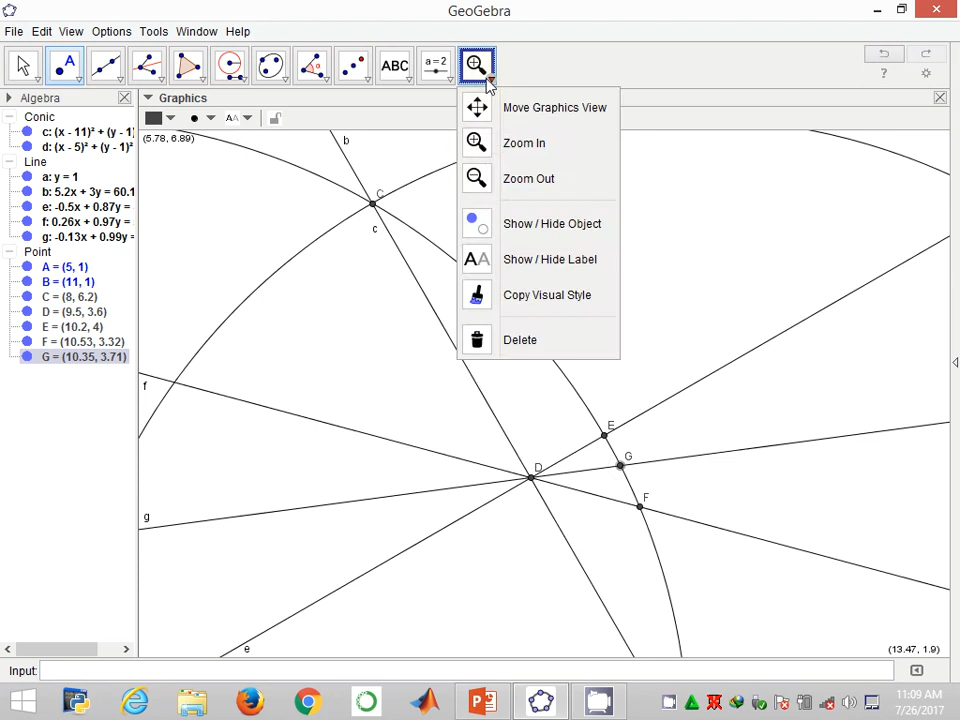 GeoGebra
File Edit View Options Tools Window Help
A
ABC
a = 2
Algebra
Graphics
AA
Conic
c: (x - 11)² + (y - 1)
d: (x - 5)² + (y - 1)²
Line
a: y = 1
b: 5.2x + 3y = 60.1
e: -0.5x + 0.87y =
f: 0.26x + 0.97y =
g: -0.13x + 0.99y =
Point
A = (5, 1)
B = (11, 1)
C = (8, 6.2)
D = (9.5, 3.6)
E = (10.2, 4)
F = (10.53, 3.32)
G = (10.35, 3.71)
Move Graphics View
Zoom In
Zoom Out
Show / Hide Object
AA Show / Hide Label
Copy Visual Style
Delete
(5.78, 6.89)
b
C
c
f
E
G
D
F
g
e
(13.47, 1.9)
Input:
11:09 AM
7/26/2017